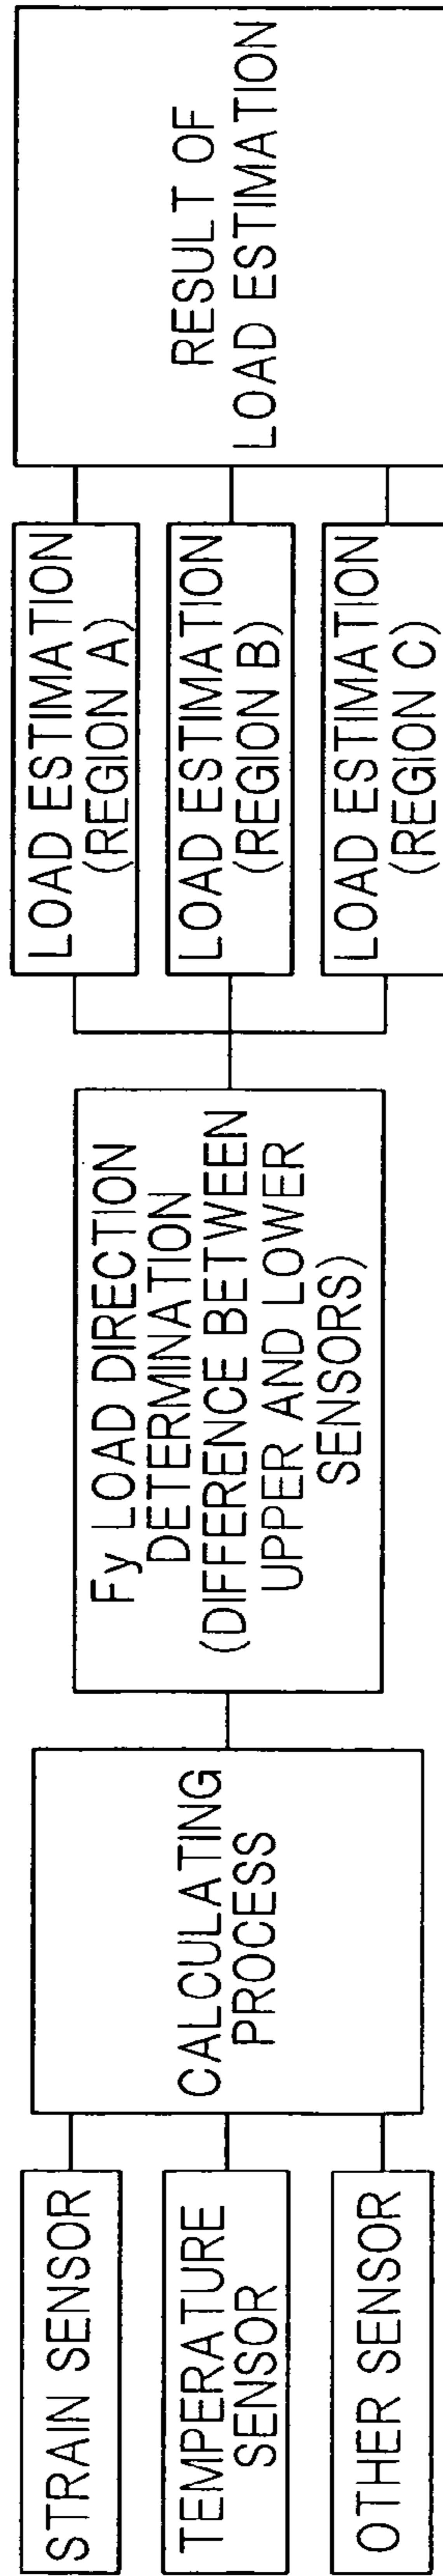 STRAIN SENSOR
TEMPERATURE
SENSOR
OTHER SENSOR
CALCULATING
PROCESS
Fy LOAD DIRECTION
DETERMINATION
(DIFFERENCE BETWEEN
UPPER AND LOWER
SENSORS)
LOAD ESTIMATION
(REGION A)
LOAD ESTIMATION
(REGION B)
LOAD ESTIMATION
(REGION C)
RESULT OF
LOAD ESTIMATION